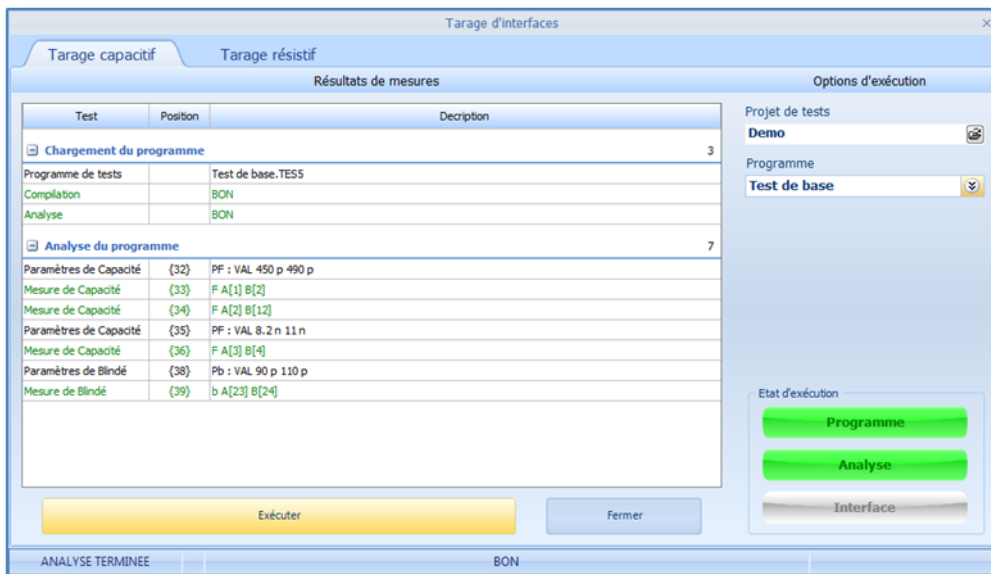 Tarage d'interfaces
Tarage capacitif Tarage résistif
Résultats de mesures Options d'exécution
Test Position Decription
Chargement du programme 3
Programme de tests Test de base.TES5
Compilation BON
Analyse BON
Analyse du programme 7
Paramètres de Capacité {32} PF : VAL 450 p 490 p
Mesure de Capacité {33} F A[1] B[2]
Mesure de Capacité {34} F A[2] B[12]
Paramètres de Capacité {35} PF : VAL 8.2 n 11 n
Mesure de Capacité {36} F A[3] B[4]
Paramètres de Blindé {38} Pb : VAL 90 p 110 p
Mesure de Blindé {39} b A[23] B[24]
Projet de tests
Demo
Programme
Test de base
Etat d'exécution
Programme
Analyse
Interface
Exécuter Fermer
ANALYSE TERMINEE BON